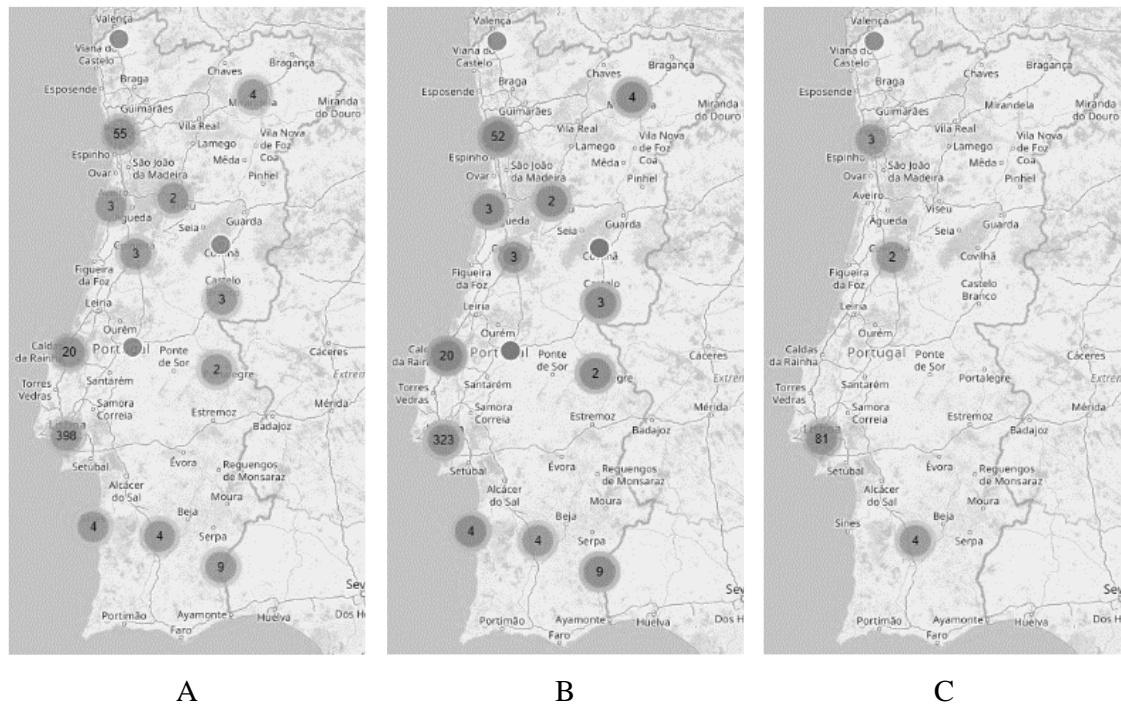 Valença
Viana do
Castelo
Chaves
Bragança
Braga
Esposende
4
Miranda
do Douro
Guimarães
55
Vila Real
Vila Nova
de Foz
Coa
Espinho
Lamego
São João
da Madeira
Mêda
Ovar
Pinhel
3
2
Águeda
Guarda
Seia
3
Figueira
da Foz
Castelo
3
Leiria
Ourém
20
Caldas
da Rainha
Portugal
Ponte
de Sor
Cáceres
2
Torres
Vedras
Santarém
Samora
Correia
Mérida
398
Estremoz
Badajoz
Setúbal
Évora
Reguengos
de Monsaraz
Alcácer
do Sal
Moura
4
Beja
4
Serpa
9
Portimão
Ayamonte
Huelva
Faro
Dos H
A
Valença
Viana do
Castelo
Chaves
Bragança
Braga
Esposende
4
Miranda
do Douro
Guimarães
52
Vila Real
Vila Nova
de Foz
Coa
Espinho
Lamego
São João
da Madeira
Mêda
Ovar
Pinhel
3
2
Guarda
Seia
3
Figueira
da Foz
3
Leiria
Ourém
20
Ponte
de Sor
Cáceres
2
Torres
Vedras
Santarém
Samora
Correia
Mérida
323
Estremoz
Badajoz
Setúbal
Évora
Reguengos
de Monsaraz
Alcácer
do Sal
Moura
4
Beja
4
Serpa
9
Portimão
Ayamonte
Huelva
Faro
Dos H
B
Valença
Viana do
Castelo
Chaves
Bragança
Braga
Esposende
Mirandela
Miranda
do Douro
Guimarães
3
Vila Real
Vila Nova
de Foz
Coa
Espinho
Lamego
São João
da Madeira
Mêda
Ovar
Pinhel
Aveiro
Viseu
Águeda
Guarda
Seia
2
Covilhã
Figueira
da Foz
Castelo
Branco
Leiria
Ourém
Caldas
da Rainha
Portugal
Ponte
de Sor
Cáceres
Portalegre
Torres
Vedras
Santarém
Samora
Correia
Mérida
81
Estremoz
Badajoz
Setúbal
Évora
Reguengos
de Monsaraz
Alcácer
do Sal
Moura
Sines
Beja
4
Serpa
Portimão
Ayamonte
Huelva
Faro
Dos H
C